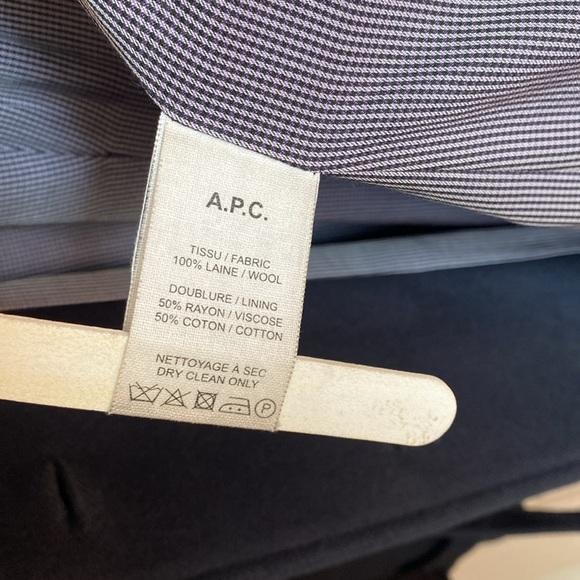 A.P.C.
TISSU / FABRIC
100% LAINE / WOOL
DOUBLURE / LINING
50% RAYON / VISCOSE
50% COTON / COTTON
NETTOYAGE À SEC
DRY CLEAN ONLY
P